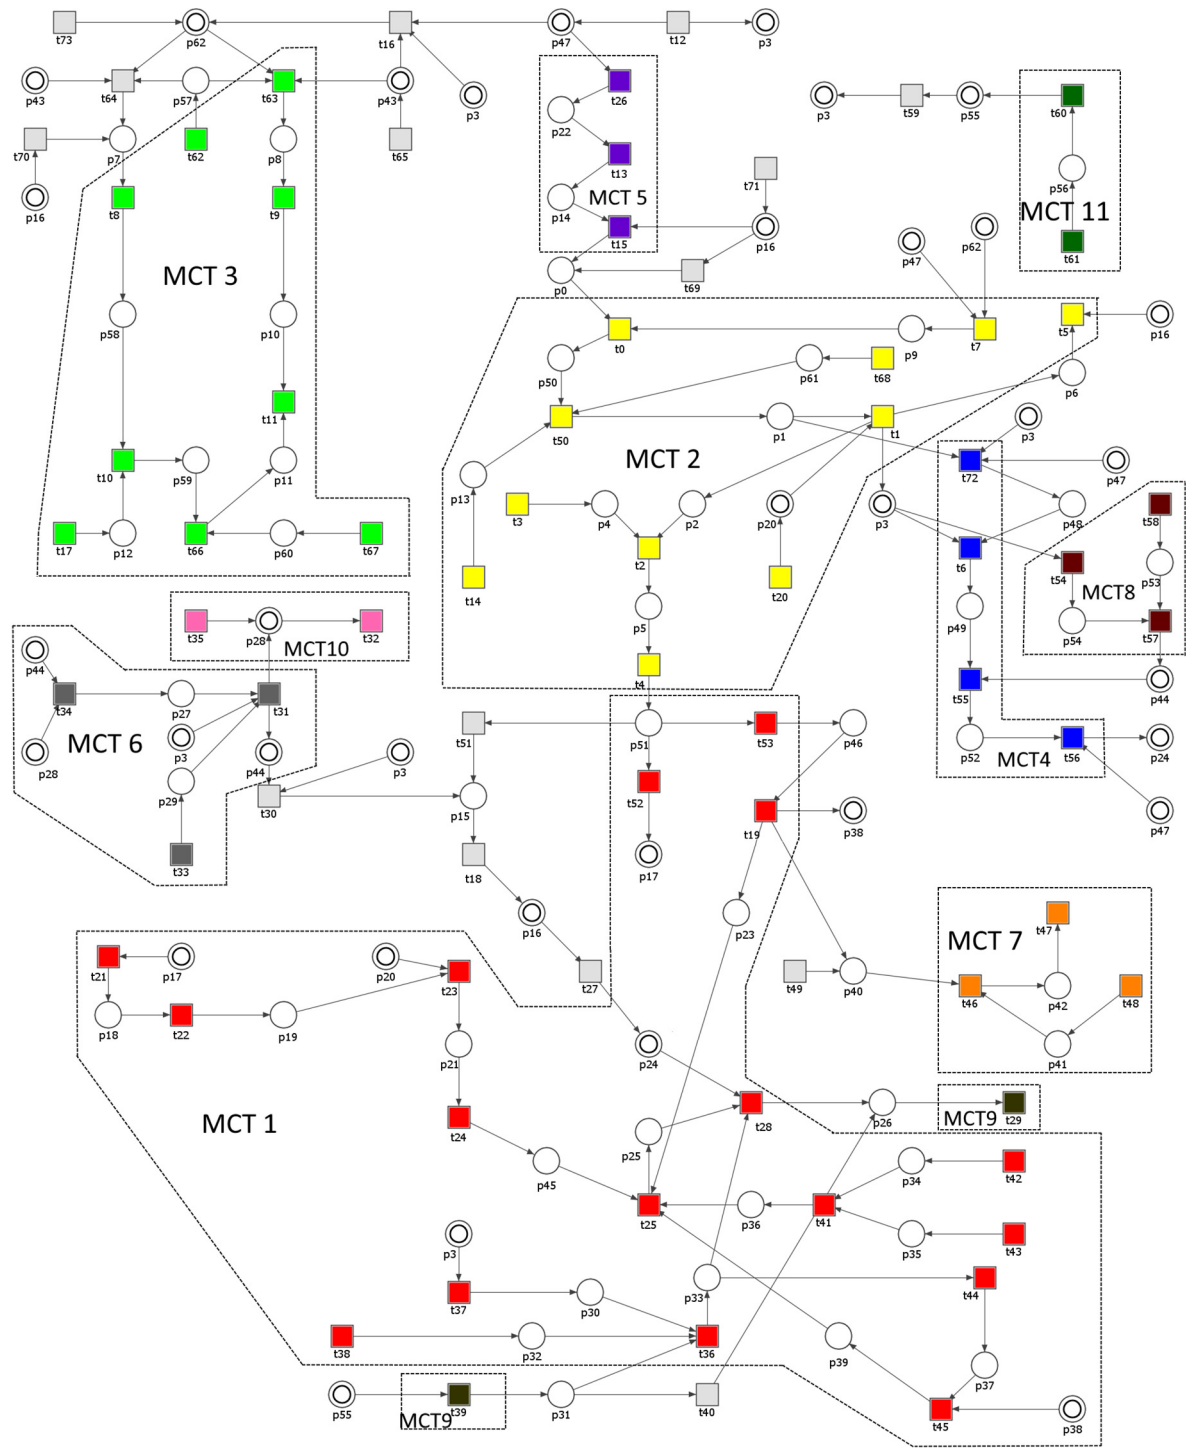 t73 p62 t16 p47 t12 p3
p43 t64 p57 t63 p43 p3 t26 p3 t59 p55 t60
t70 p7 t62 p8 t65 p22 t13 p56
p16 t8 t9 p14 MCT 5 t71 MCT 11
t15 p16 p47 p62 t61
MCT 3 p0 t69
p58 p10 t0 p9 t7 t5 p16
p50 p61 t68 p6
t11 t50 p1 t1 p3
t10 p59 p11 p13 MCT 2 t72 p47
t17 p12 t66 p60 t67 t3 p4 p2 p20 p3 p48 t58
t2 t6 t54 p53
t14 t20 MCT8
t35 p28 t32 p5 p49 p54 t57
MCT10
p44 t4
t34 p27 t31 t55 p44
MCT 6 p3 t51 p51 t53 p46 p52 MCT4 t56 p24
p28 p29 p44 p3 t52
t30 p15 t19 p38 p47
t33 t18 p17
p16 p23 MCT 7 t47
t21 p17 p20 t23 t27 t49 p40 t46 p42 t48
p18 t22 p19 p21 p24 p41
MCT 1 t24 t28 p26 MCT9 t29
p25
p45 p34 t42
t25 p36 t41 p35 t43
p3 p33 t44
t37 p30
t38 p32 t36 p39 p37
p55 MCT9 t39 p31 t40 t45 p38